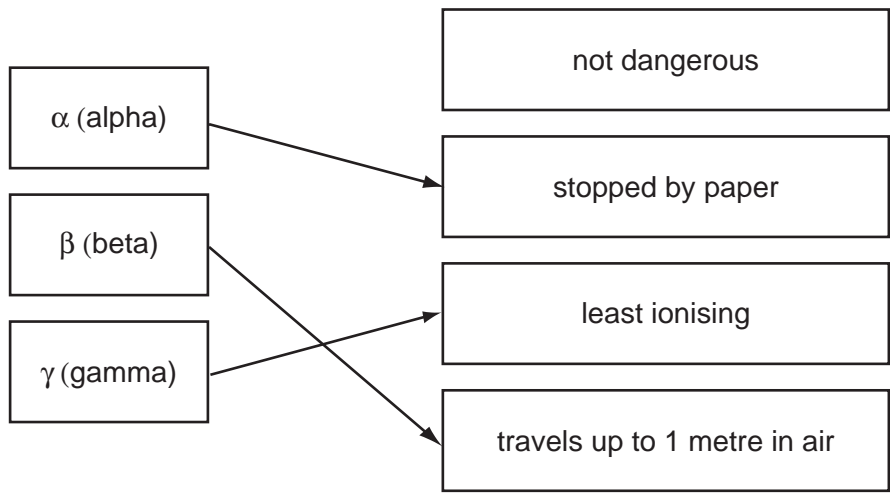 α (alpha)
β (beta)
γ (gamma)
not dangerous
stopped by paper
least ionising
travels up to 1 metre in air